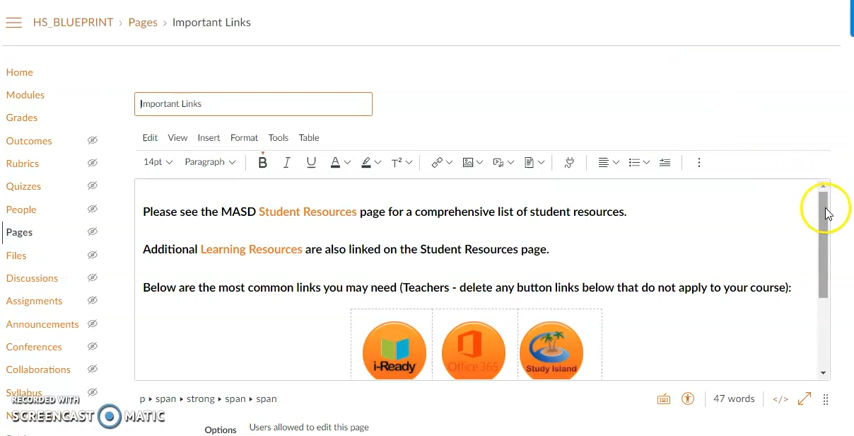 HS_BLUEPRINT › Pages › Important Links
Home
Modules
Grades
Outcomes
Rubrics
Quizzes
People
Pages
Files
Discussions
Assignments
Announcements
Conferences
Collaborations
Syllabus
Important Links
Edit View Insert Format Tools Table
14pt Paragraph B I U A T²
Please see the MASD Student Resources page for a comprehensive list of student resources.
Additional Learning Resources are also linked on the Student Resources page.
Below are the most common links you may need (Teachers - delete any button links below that do not apply to your course):
i-Ready
Office 365
Study Island
p ▸ span ▸ strong ▸ span ▸ span
47 words </>
Options Users allowed to edit this page
RECORDED WITH
SCREENCAST MATIC